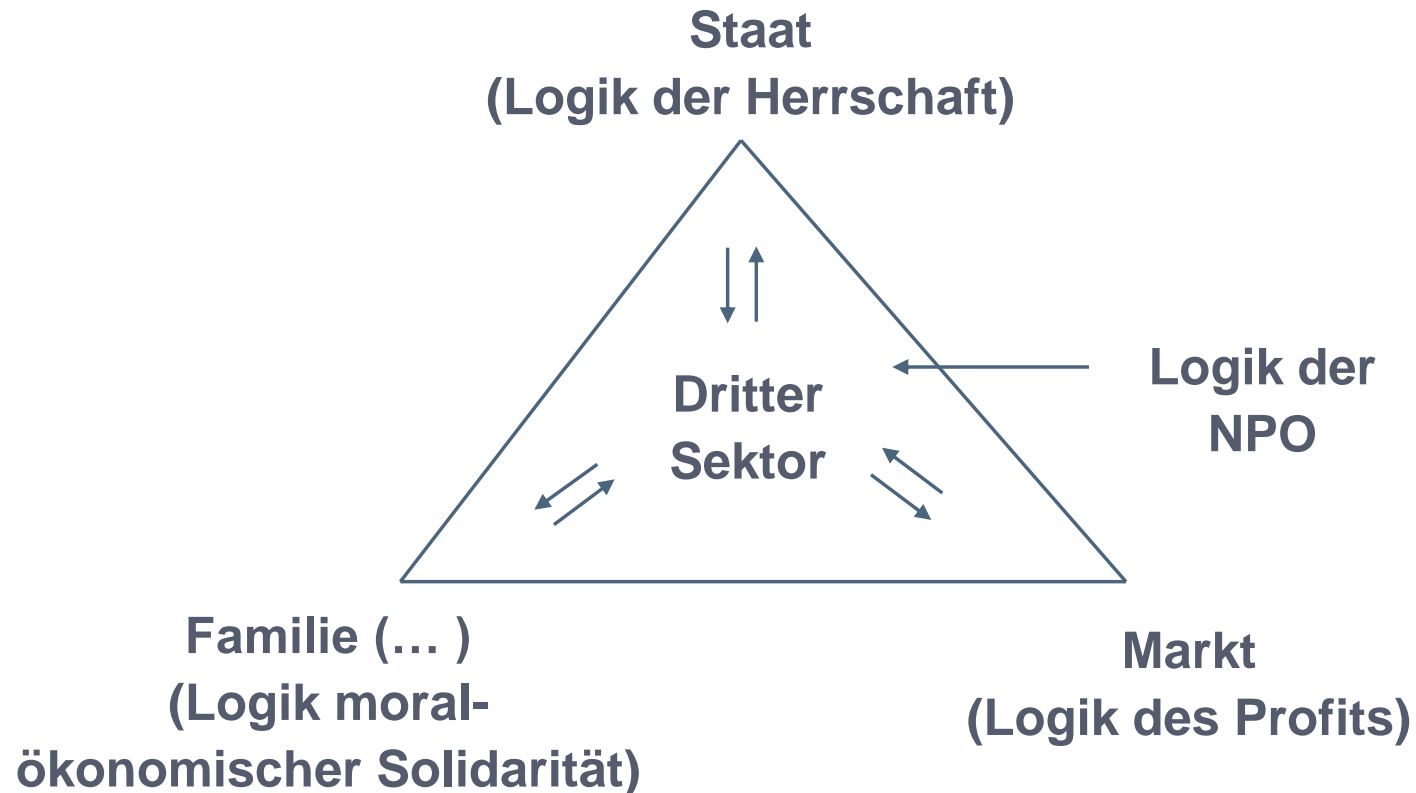 Staat
(Logik der Herrschaft)
Dritter
Sektor
Logik der
NPO
Familie (… )
(Logik moral-
ökonomischer Solidarität)
Markt
(Logik des Profits)